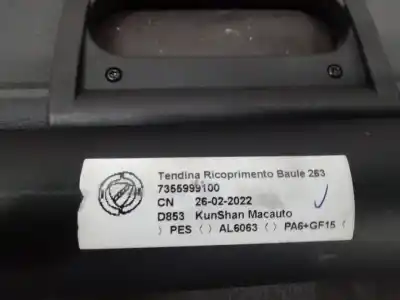 Tendina Ricoprimento Baule 263
7355999100
CN 26-02-2022
D853 KunShan Macauto
〉PES〈〉AL6063〈〉PA6+GF15〈